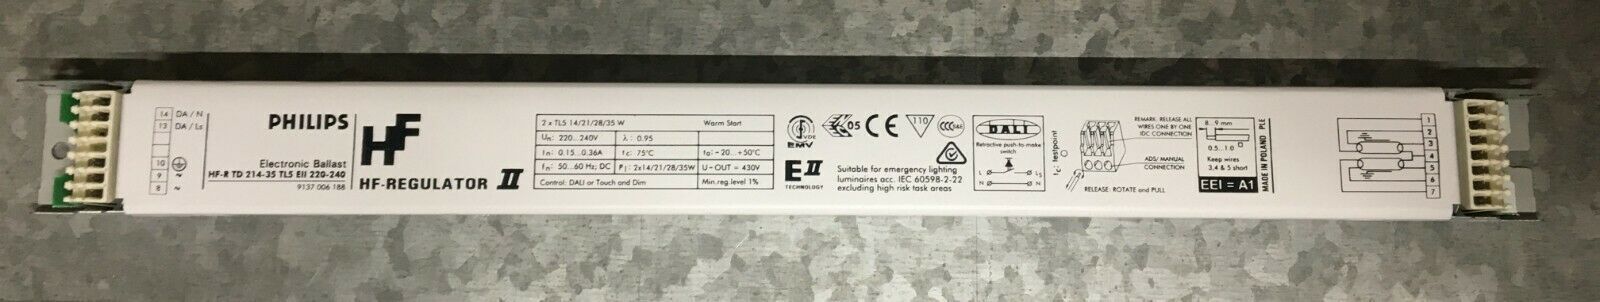 14 DA / N
13 DA / Ls
10
9 ~
8 ~
PHILIPS
Electronic Ballast
HF-R TD 214-35 TL5 EII 220-240
9137 006 188
HF
HF-REGULATOR II
2 x TL5 14/21/28/35 W Warm Start
Un: 220...240V λ: 0.95
In: 0.15...0.36A tc: 75°C ta: -20...+50°C
fn: 50...60 Hz; DC Pl: 2x14/21/28/35W U-OUT = 430V
Control: DALI or Touch and Dim Min.reg.level 1%
VDE
EMV
05
CE
110
E II
TECHNOLOGY
Suitable for emergency lighting
luminaires acc. IEC 60598-2-22
excluding high risk task areas
DALI
Retractive push-to-make
switch
L Ls
N N
tc: testpoint
REMARK: RELEASE ALL
WIRES ONE BY ONE
IDC CONNECTION
ADS/ MANUAL
CONNECTION
RELEASE: ROTATE and PULL
8...9 mm
0.5...1.0
Keep wires
3,4 & 5 short
EEI = A1
MADE IN POLAND PLE
1
2
3
4
5
6
7